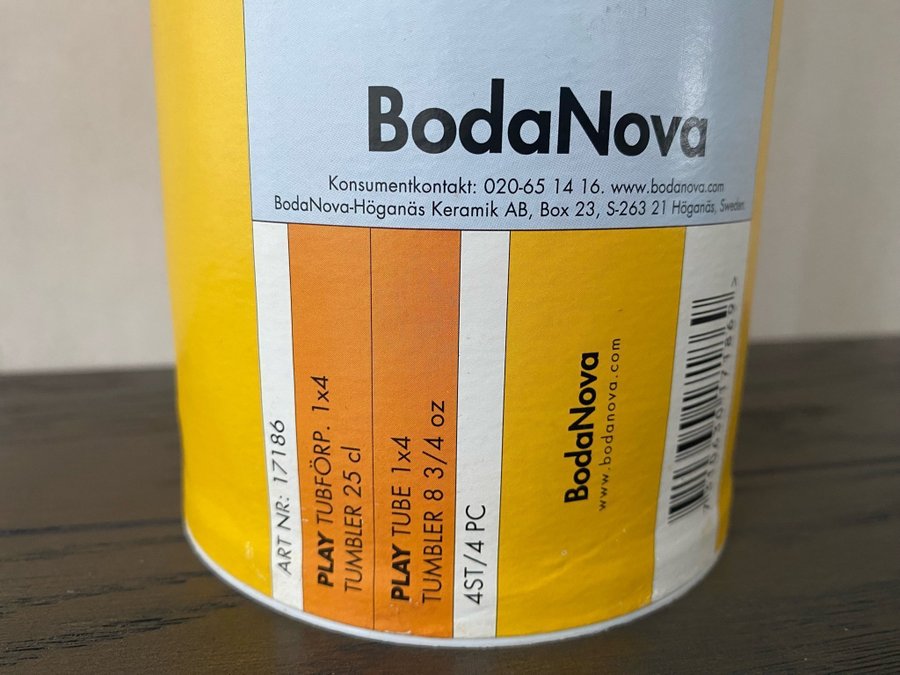 BodaNova
Konsumentkontakt: 020-65 14 16. www.bodanova.com
BodaNova-Höganäs Keramik AB, Box 23, S-263 21 Höganäs, Sweden.
ART NR: 17186
PLAY TUBFÖRP. 1x4
TUMBLER 25 cl
PLAY TUBE 1x4
TUMBLER 8 3/4 oz
4ST/4 PC
BodaNova
www.bodanova.com